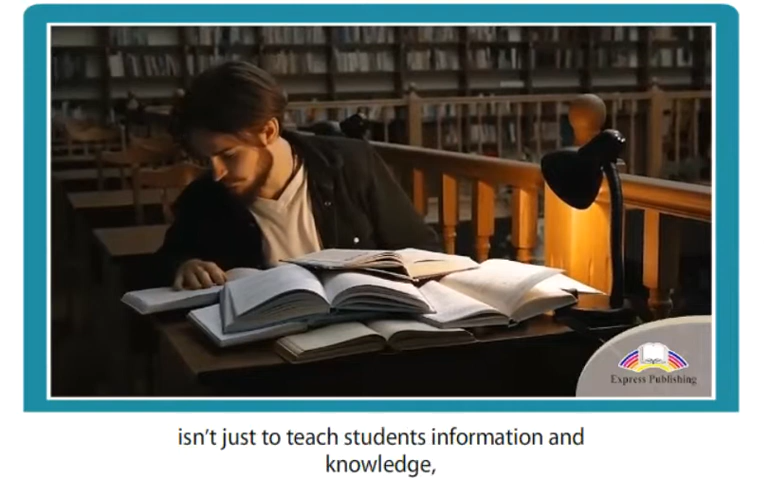 Express Publishing
isn’t just to teach students information and
knowledge,